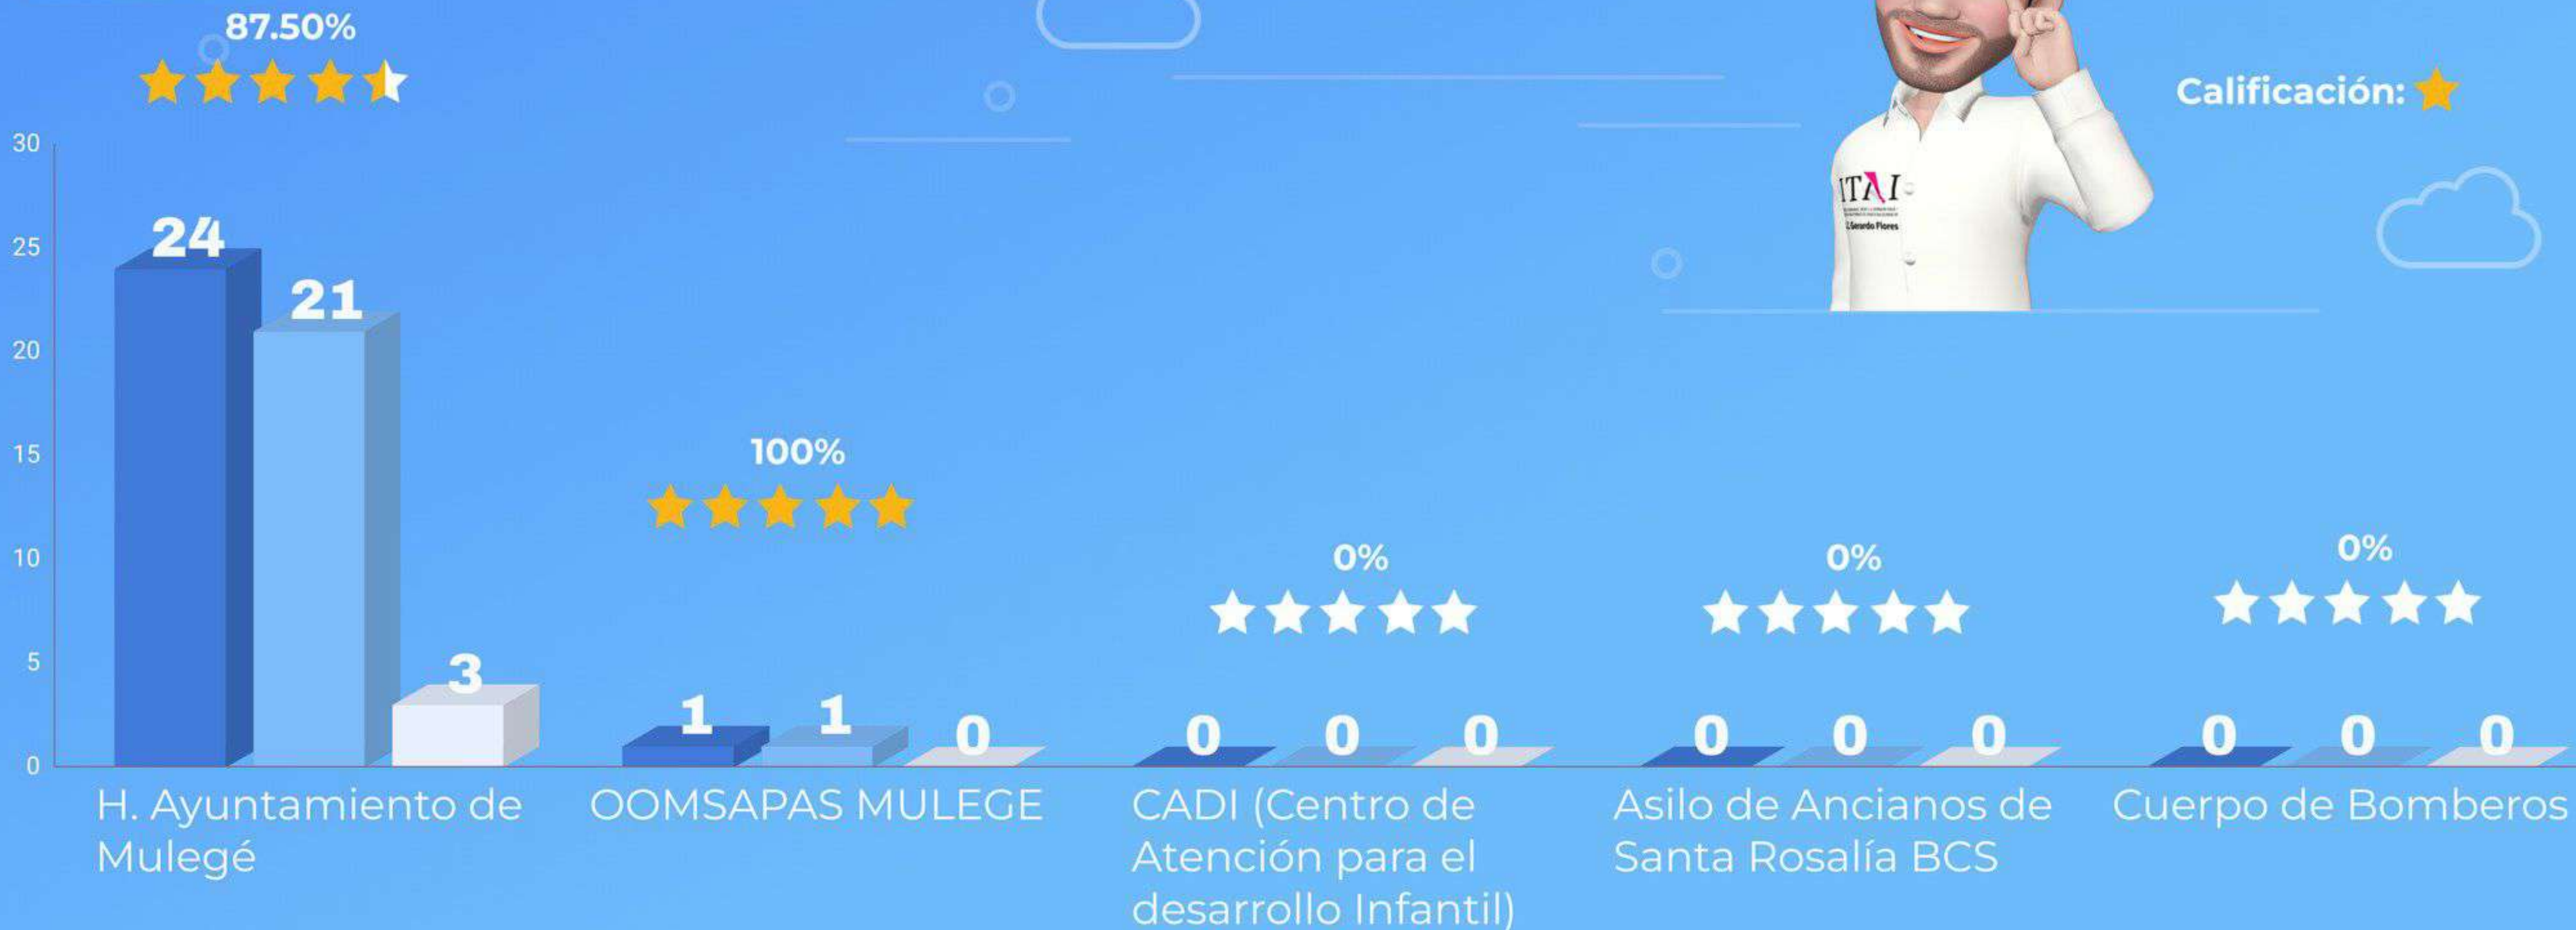 87.50%
Calificación:
30
25
20
15
10
5
0
24
21
3
100%
1
1
0
0%
0
0
0
0%
0
0
0
0%
0
0
0
H. Ayuntamiento de
Mulegé
OOMSAPAS MULEGE
CADI (Centro de
Atención para el
desarrollo Infantil)
Asilo de Ancianos de
Santa Rosalía BCS
Cuerpo de Bomberos
ITAI
Gerardo Flores